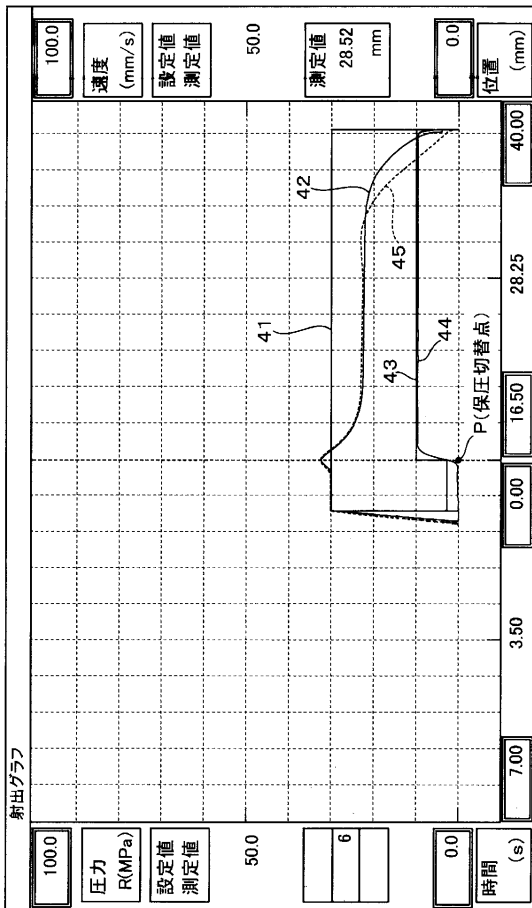 射出グラフ
100.0
圧力
R(MPa)
設定値
測定値
50.0
6
0.0
時間
(s)
100.0
速度
(mm/s)
設定値
測定値
50.0
測定値
28.52
mm
0.0
位置
(mm)
41
42
45
43
44
P(保圧切替点)
7.00
3.50
0.00
16.50
28.25
40.00